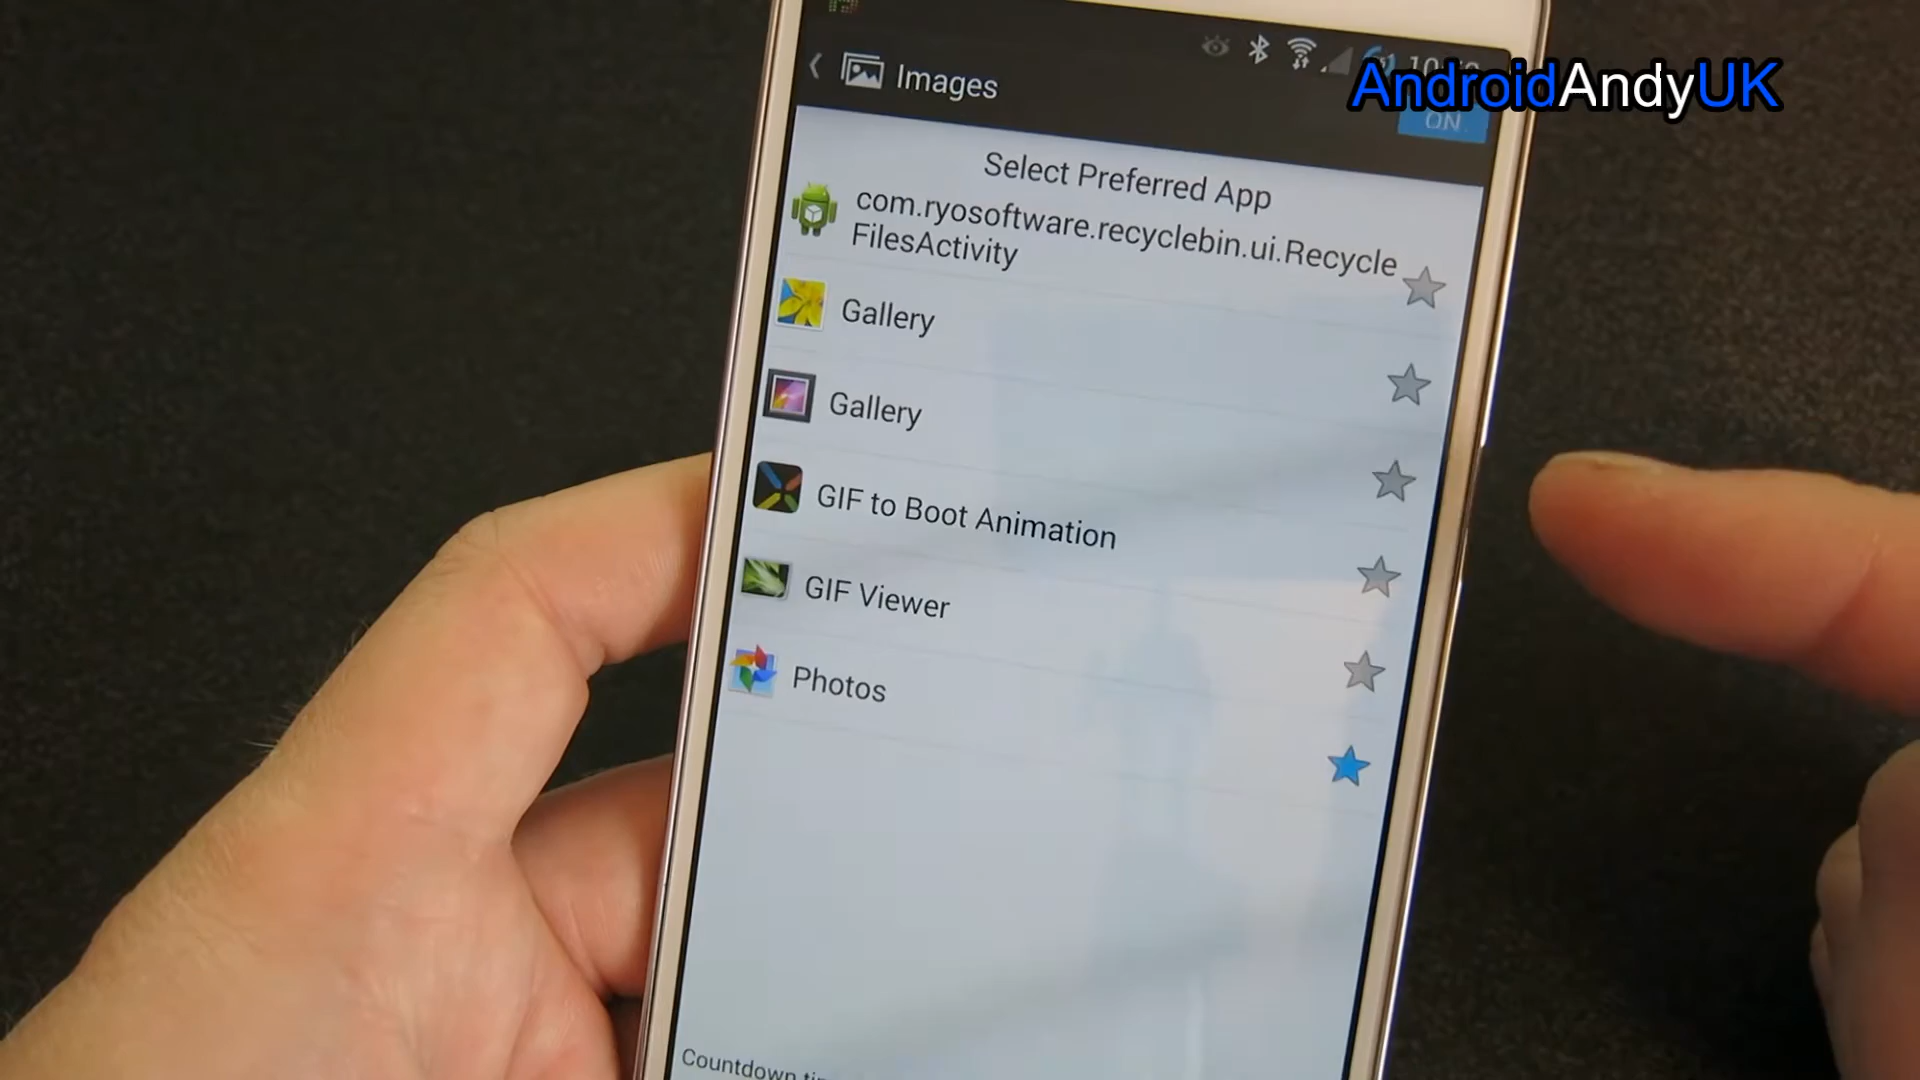 Images
AndroidAndyUK
ON
Select Preferred App
com.ryosoftware.recyclebin.ui.Recycle
FilesActivity
Gallery
Gallery
GIF to Boot Animation
GIF Viewer
Photos
Countdown